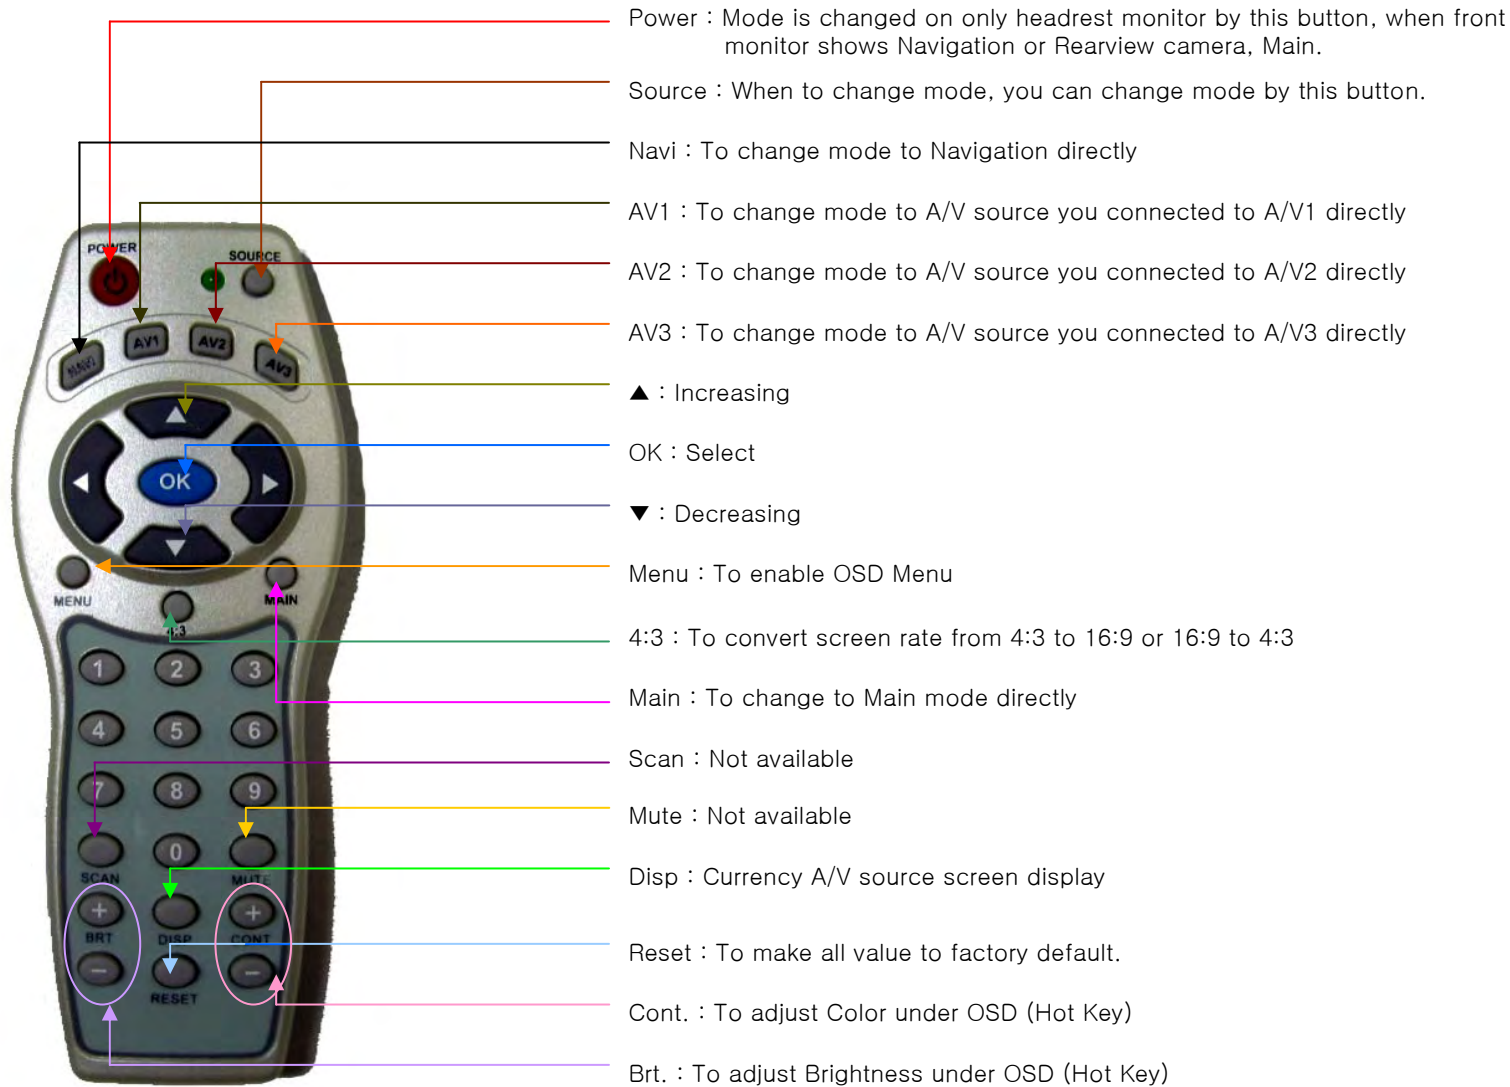 Power : Mode is changed on only headrest monitor by this button, when front
monitor shows Navigation or Rearview camera, Main.
Source : When to change mode, you can change mode by this button.
Navi : To change mode to Navigation directly
AV1 : To change mode to A/V source you connected to A/V1 directly
AV2 : To change mode to A/V source you connected to A/V2 directly
AV3 : To change mode to A/V source you connected to A/V3 directly
▲ : Increasing
OK : Select
▼ : Decreasing
Menu : To enable OSD Menu
4:3 : To convert screen rate from 4:3 to 16:9 or 16:9 to 4:3
Main : To change to Main mode directly
Scan : Not available
Mute : Not available
Disp : Currency A/V source screen display
Reset : To make all value to factory default.
Cont. : To adjust Color under OSD (Hot Key)
Brt. : To adjust Brightness under OSD (Hot Key)
POWER
SOURCE
NAVI AV1 AV2 AV3
▲
◀ OK ▶
▼
MENU MAIN
4:3
1 2 3
4 5 6
7 8 9
0
SCAN MUTE
+ +
BRT DISP CONT
- -
RESET